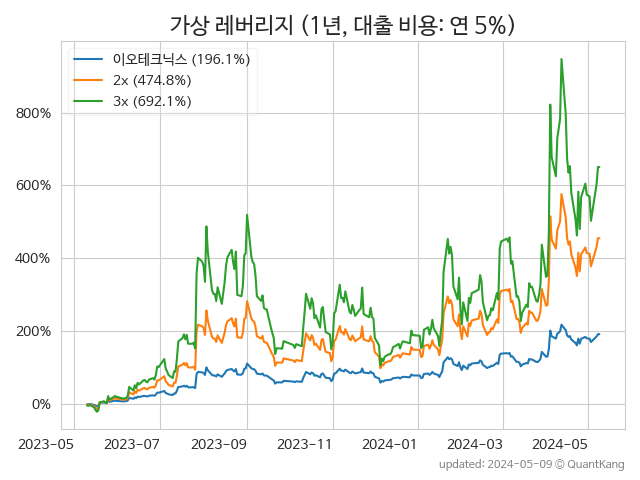 가상 레버리지 (1년, 대출 비용: 연 5%)
이오테크닉스 (196.1%)
2x (474.8%)
3x (692.1%)
800%
600%
400%
200%
0%
2023-05 2023-07 2023-09 2023-11 2024-01 2024-03 2024-05
updated: 2024-05-09 © QuantKang